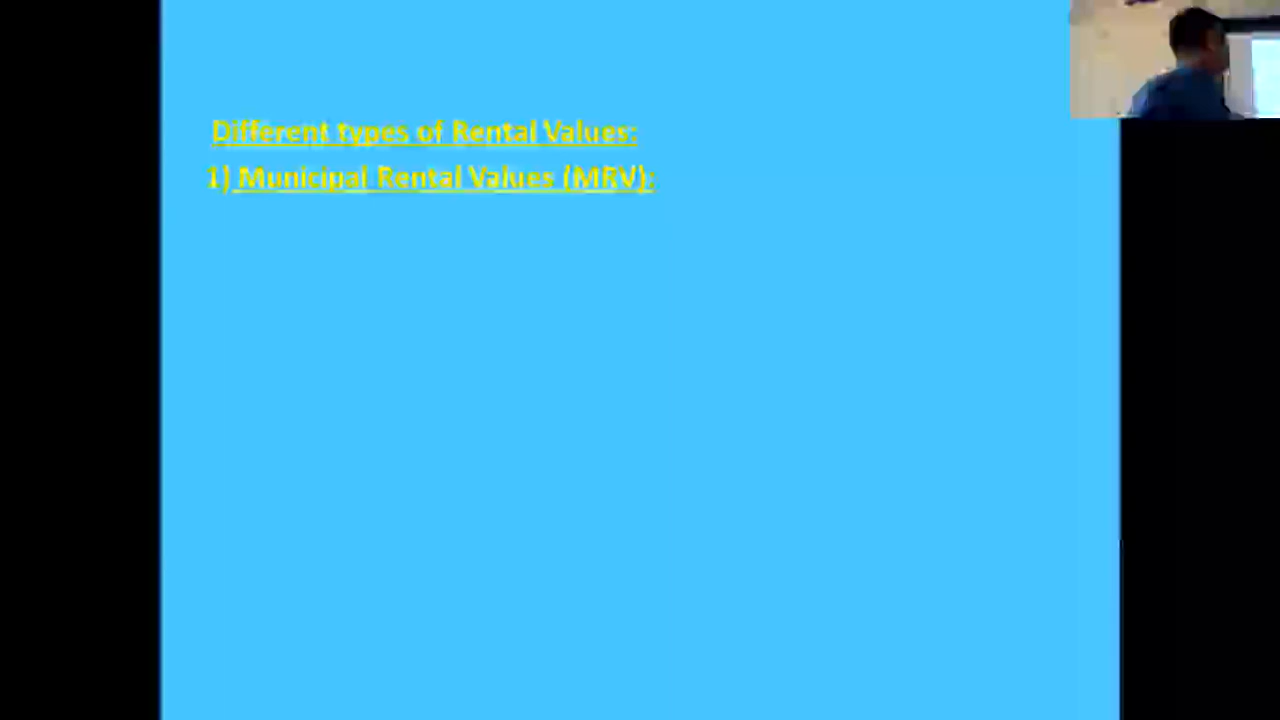 Different types of Rental Values:
1) Municipal Rental Values (MRV):